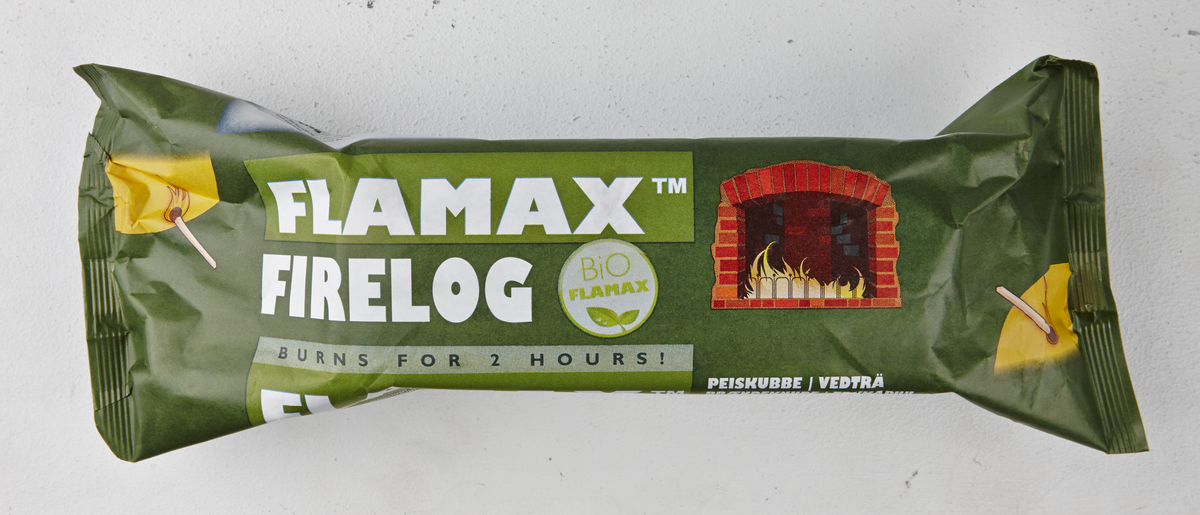 FLAMAX™
FIRELOG
BiO
FLAMAX
BURNS FOR 2 HOURS!
PEISKUBBE | VEDTRÄ